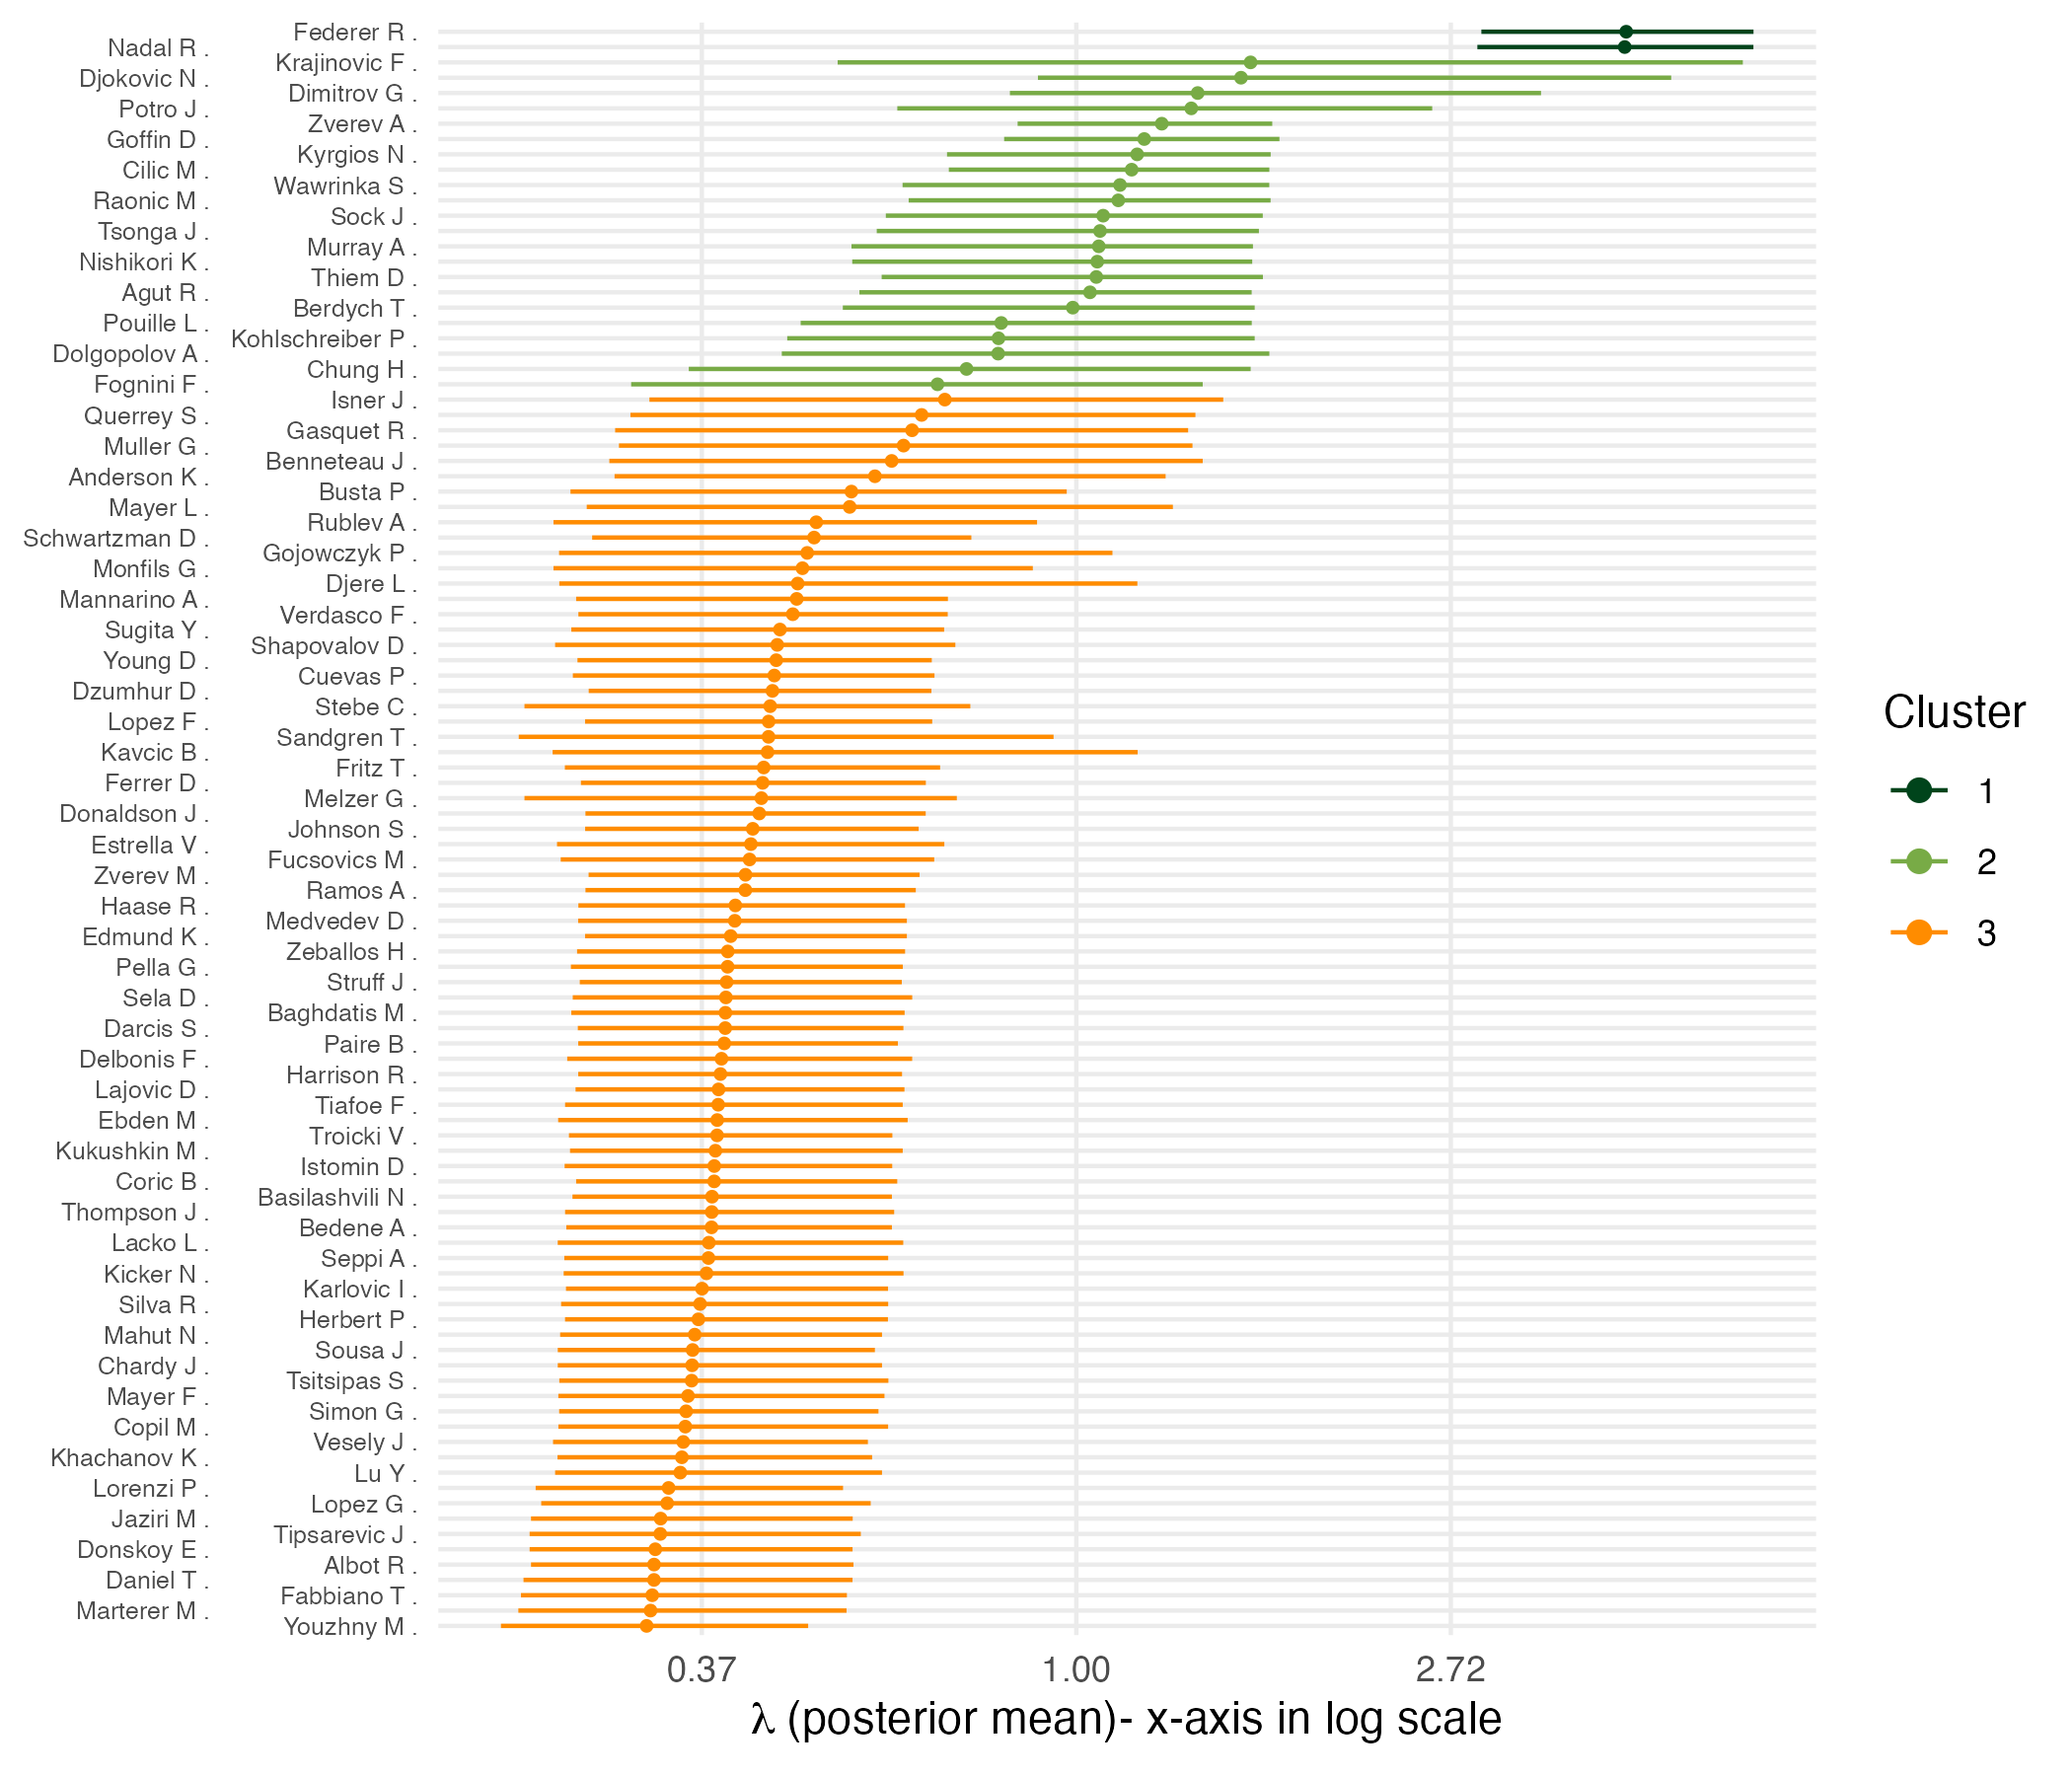 Federer R .
Nadal R .
Krajinovic F .
Djokovic N .
Dimitrov G .
Potro J .
Zverev A .
Goffin D .
Kyrgios N .
Cilic M .
Wawrinka S .
Raonic M .
Sock J .
Tsonga J .
Murray A .
Nishikori K .
Thiem D .
Agut R .
Berdych T .
Pouille L .
Kohlschreiber P .
Dolgopolov A .
Chung H .
Fognini F .
Isner J .
Querrey S .
Gasquet R .
Muller G .
Benneteau J .
Anderson K .
Busta P .
Mayer L .
Rublev A .
Schwartzman D .
Gojowczyk P .
Monfils G .
Djere L .
Mannarino A .
Verdasco F .
Sugita Y .
Shapovalov D .
Young D .
Cuevas P .
Dzumhur D .
Stebe C .
Lopez F .
Sandgren T .
Kavcic B .
Fritz T .
Ferrer D .
Melzer G .
Donaldson J .
Johnson S .
Estrella V .
Fucsovics M .
Zverev M .
Ramos A .
Haase R .
Medvedev D .
Edmund K .
Zeballos H .
Pella G .
Struff J .
Sela D .
Baghdatis M .
Darcis S .
Paire B .
Delbonis F .
Harrison R .
Lajovic D .
Tiafoe F .
Ebden M .
Troicki V .
Kukushkin M .
Istomin D .
Coric B .
Basilashvili N .
Thompson J .
Bedene A .
Lacko L .
Seppi A .
Kicker N .
Karlovic I .
Silva R .
Herbert P .
Mahut N .
Sousa J .
Chardy J .
Tsitsipas S .
Mayer F .
Simon G .
Copil M .
Vesely J .
Khachanov K .
Lu Y .
Lorenzi P .
Lopez G .
Jaziri M .
Tipsarevic J .
Donskoy E .
Albot R .
Daniel T .
Fabbiano T .
Marterer M .
Youzhny M .
0.37 1.00 2.72
λ (posterior mean)- x-axis in log scale
Cluster
1
2
3